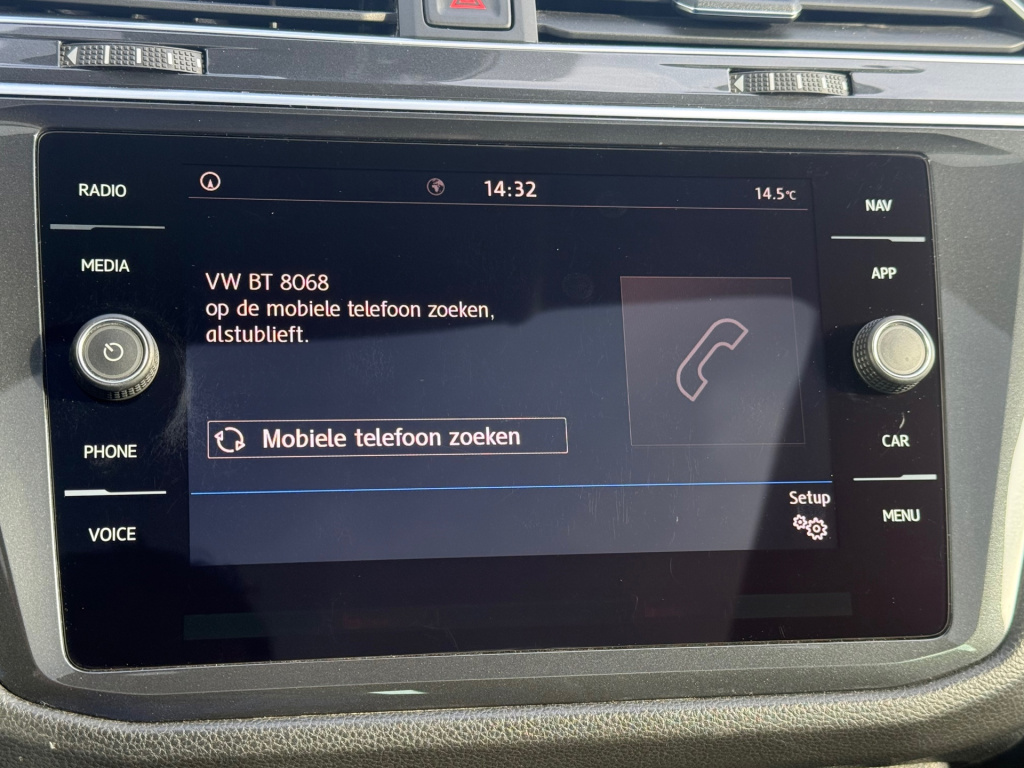 RADIO
MEDIA
PHONE
VOICE
14:32
14.5°C
VW BT 8068
op de mobiele telefoon zoeken,
alstublieft.
Mobiele telefoon zoeken
Setup
NAV
APP
CAR
MENU